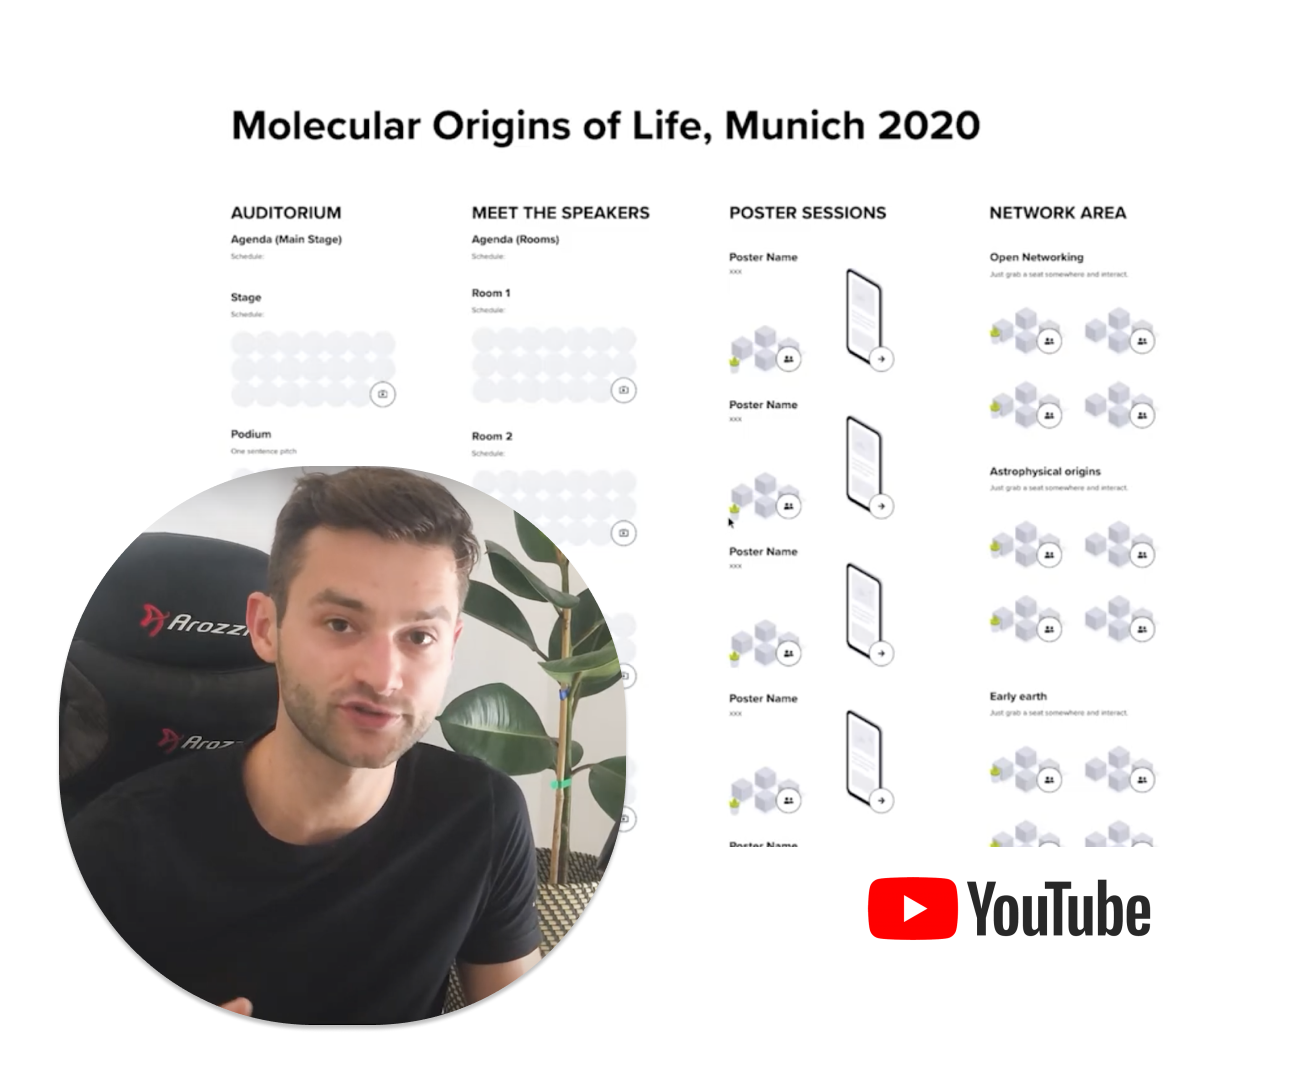 Molecular Origins of Life, Munich 2020
AUDITORIUM
Agenda (Main Stage)
Schedule:
Stage
Schedule:
Podium
One sentence pitch
MEET THE SPEAKERS
Agenda (Rooms)
Schedule:
Room 1
Schedule:
Room 2
Schedule:
POSTER SESSIONS
Poster Name
xxx
Poster Name
xxx
Poster Name
xxx
Poster Name
xxx
Poster Name
NETWORK AREA
Open Networking
Just grab a seat somewhere and interact.
Astrophysical origins
Just grab a seat somewhere and interact.
Early earth
Just grab a seat somewhere and interact.
Arozzi
Aroz
YouTube